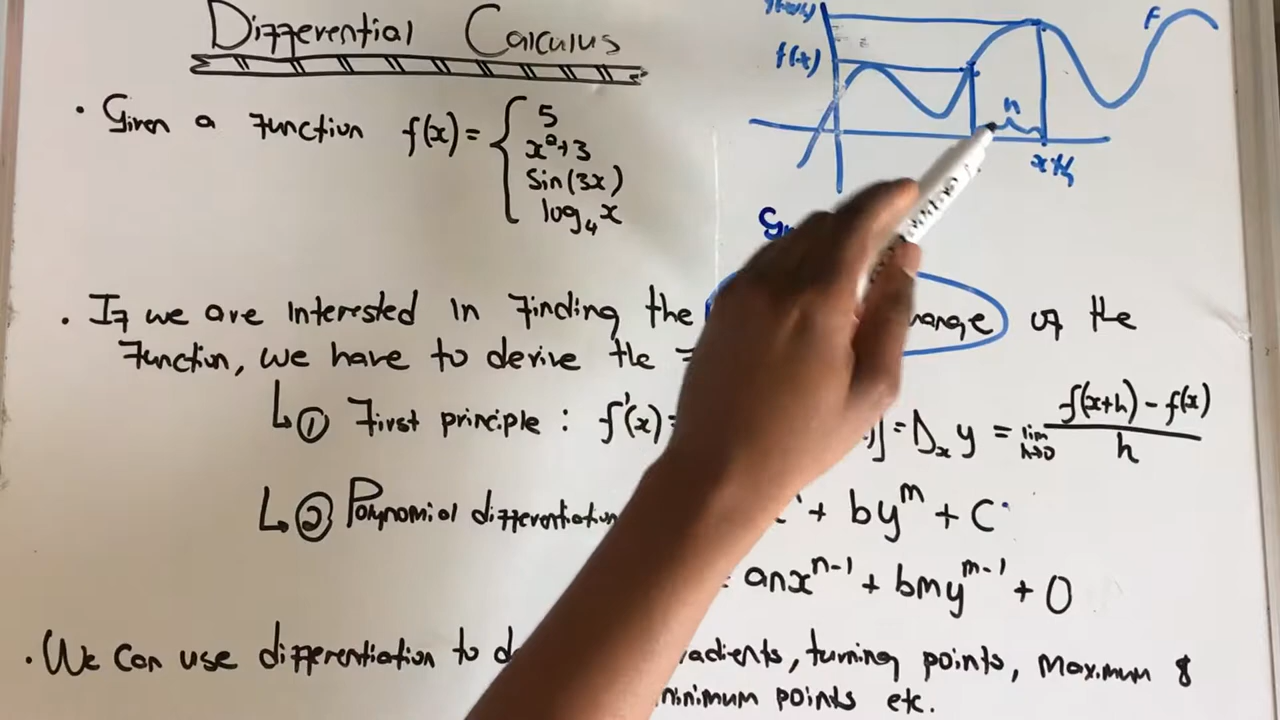 Differential Calculus
• Given a function f(x) = { 5
x²+3
Sin(3x)
log₄x
f(x)
h
x+h
F
• If we are interested in finding the change of the
function, we have to derive the
↳ ① First principle : f'(x)= = Dₓy = lim h→0 f(x+h) - f(x) / h
↳ ② Polynomial differentiation + byᵐ + C
= anxⁿ⁻¹ + bmyᵐ⁻¹ + 0
• We can use differentiation to gradients, turning points, maximum &
minimum points etc.